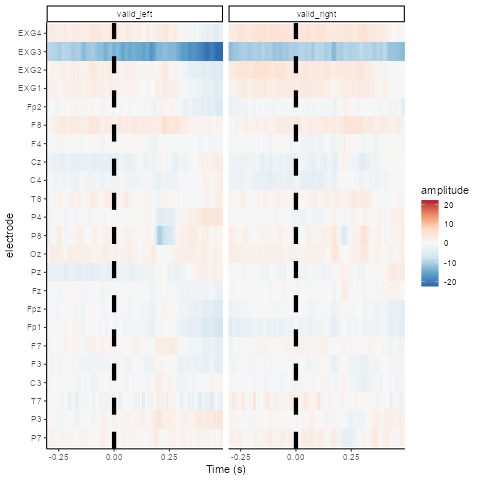 valid_left valid_right
EXG4
EXG3
EXG2
EXG1
Fp2
F8
F4
Cz
C4
T8
P4
P8
Oz
Pz
Fz
Fpz
Fp1
F7
F3
C3
T7
P3
P7
electrode
-0.25 0.00 0.25 -0.25 0.00 0.25
Time (s)
amplitude
20
10
0
-10
-20